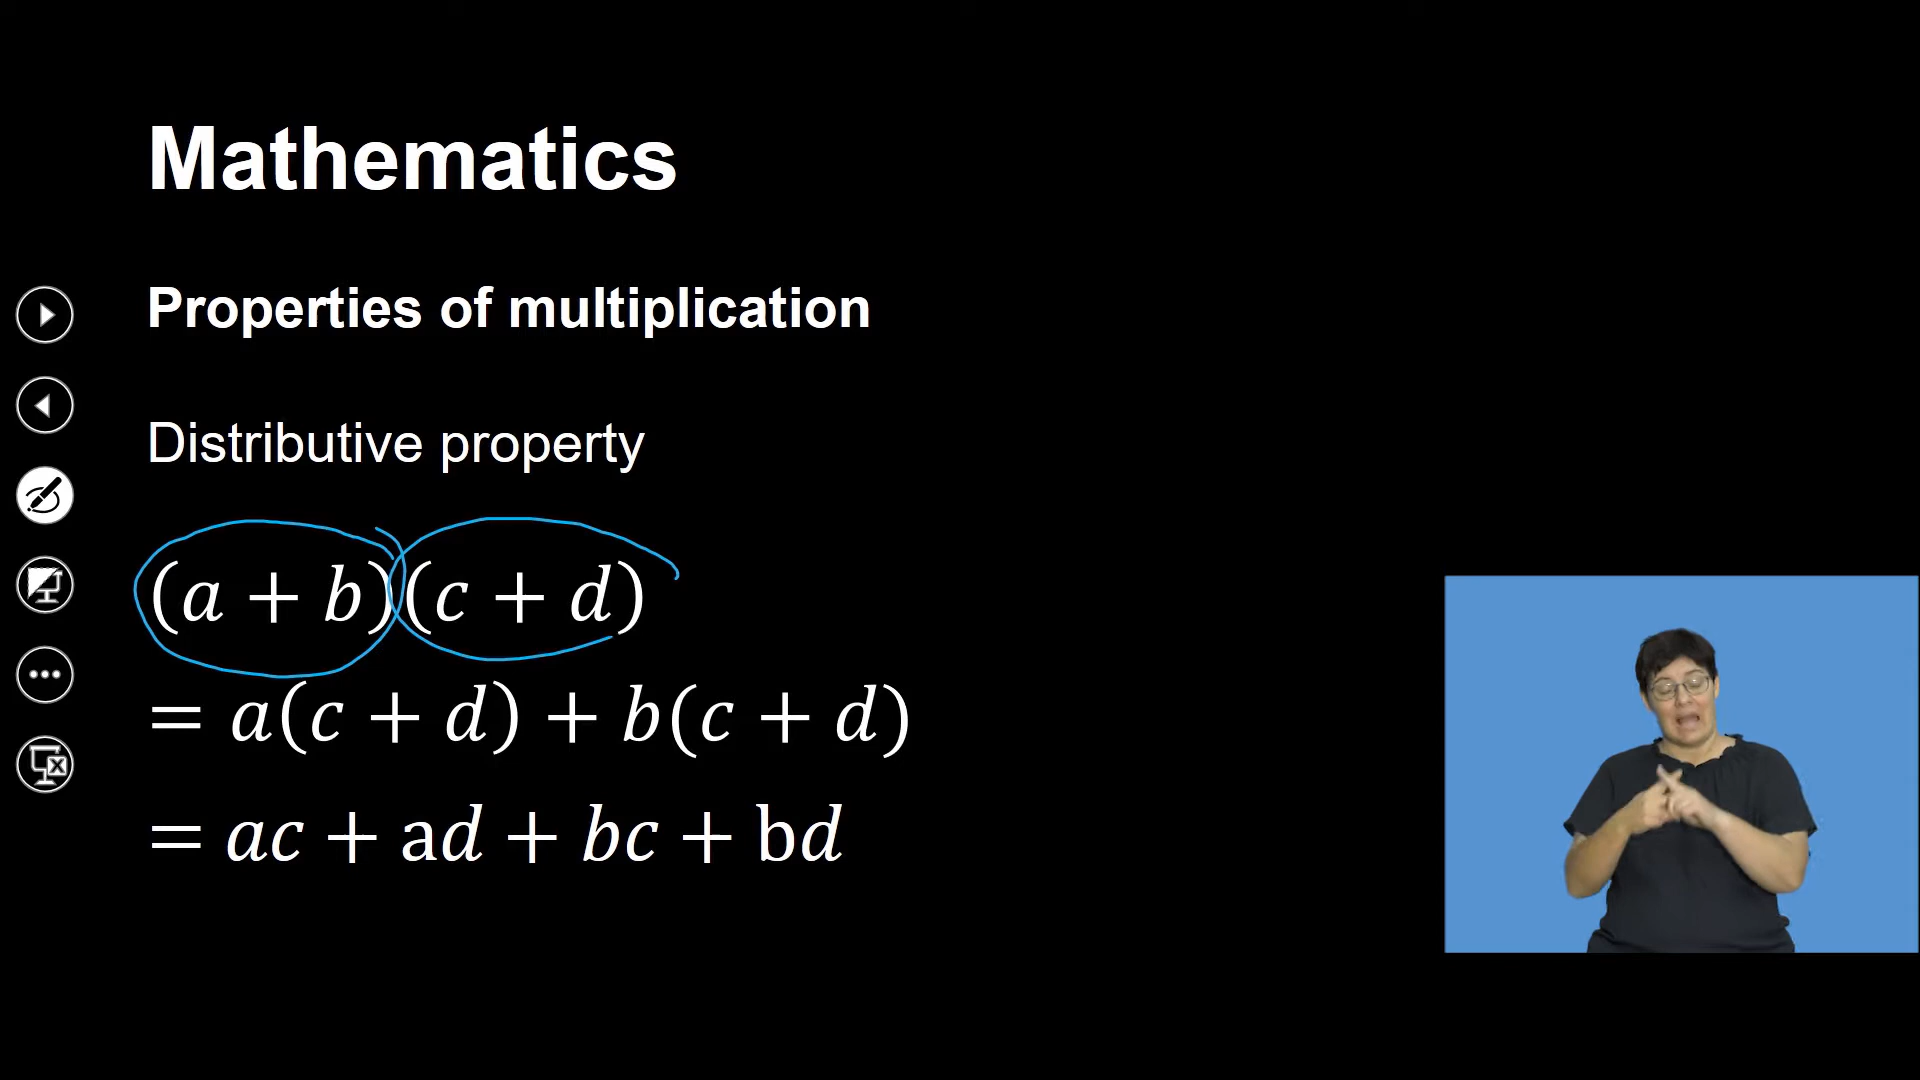 Mathematics
Properties of multiplication
Distributive property
(a + b)(c + d)
= a(c + d) + b(c + d)
= ac + ad + bc + bd